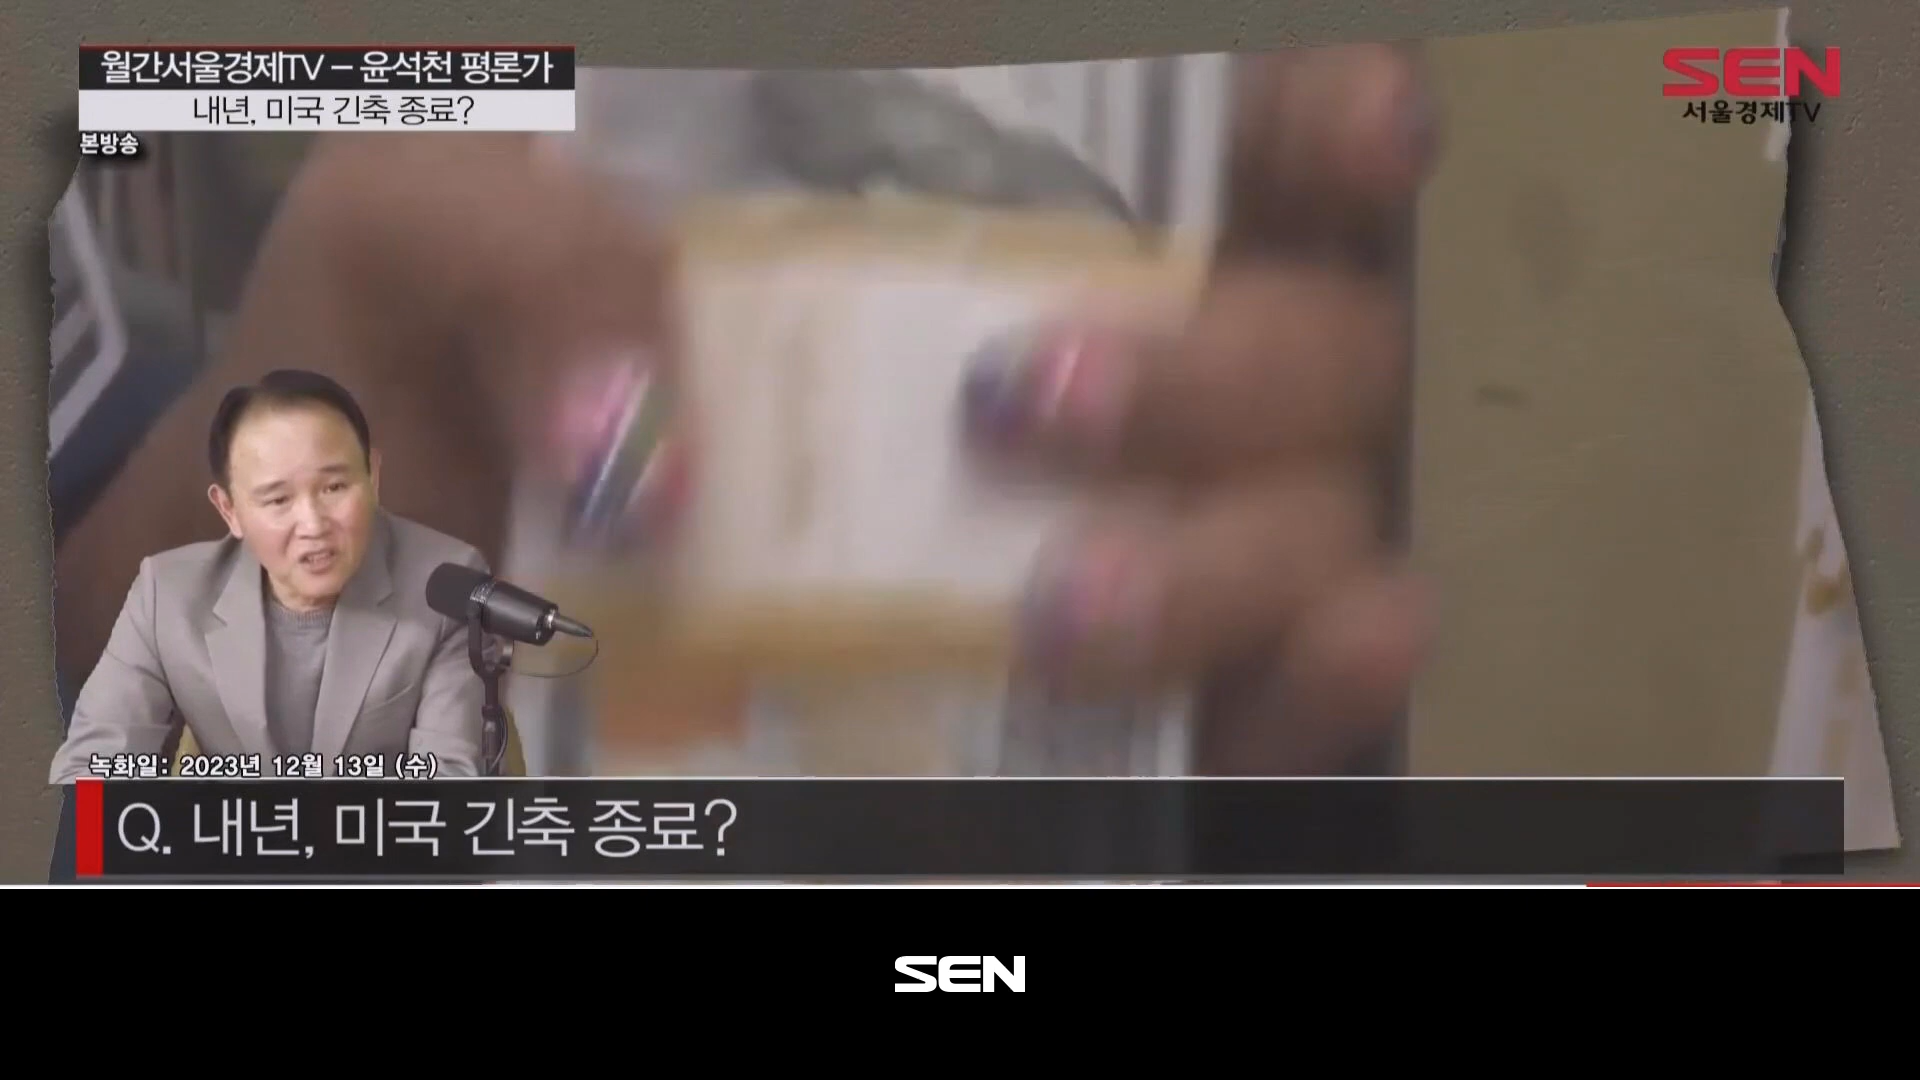 월간서울경제TV – 윤석천 평론가
내년, 미국 긴축 종료?
본방송
SEN
서울경제TV
녹화일: 2023년 12월 13일 (수)
Q. 내년, 미국 긴축 종료?
SEN